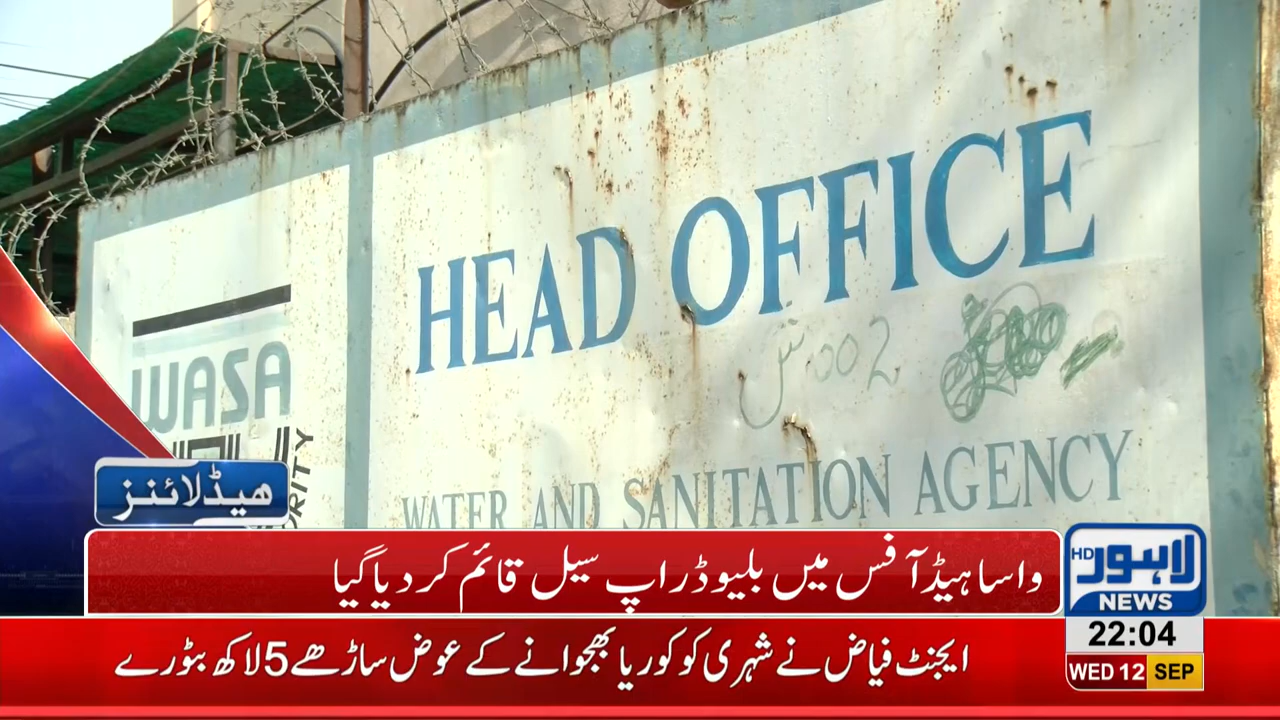 HEAD OFFICE
WASA
WATER AND SANITATION AGENCY
ORITY
ہیڈلائنز
واسا ہیڈ آفس میں بلیو ڈراپ سیل قائم کر دیا گیا
ایجنٹ فیاض نے شہری کو کوریا بھجوانے کے عوض ساڑھے 5 لاکھ بٹورے
HD لاہور
NEWS
22:04
WED 12 SEP